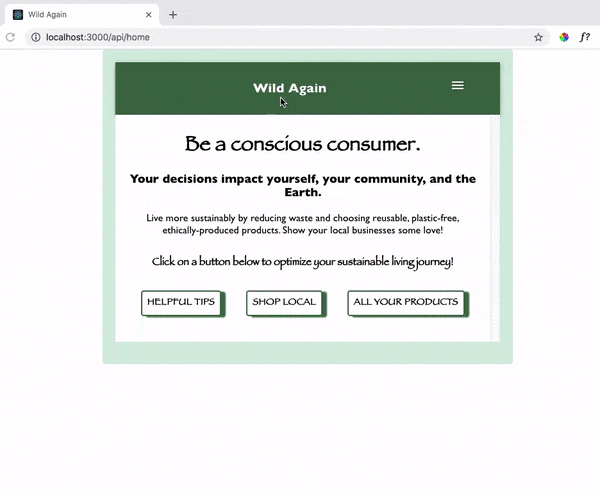 Wild Again
localhost:3000/api/home
f?
Wild Again
Be a conscious consumer.
Your decisions impact yourself, your community, and the
Earth.
Live more sustainably by reducing waste and choosing reusable, plastic-free,
ethically-produced products. Show your local businesses some love!
Click on a button below to optimize your sustainable living journey!
HELPFUL TIPS SHOP LOCAL ALL YOUR PRODUCTS